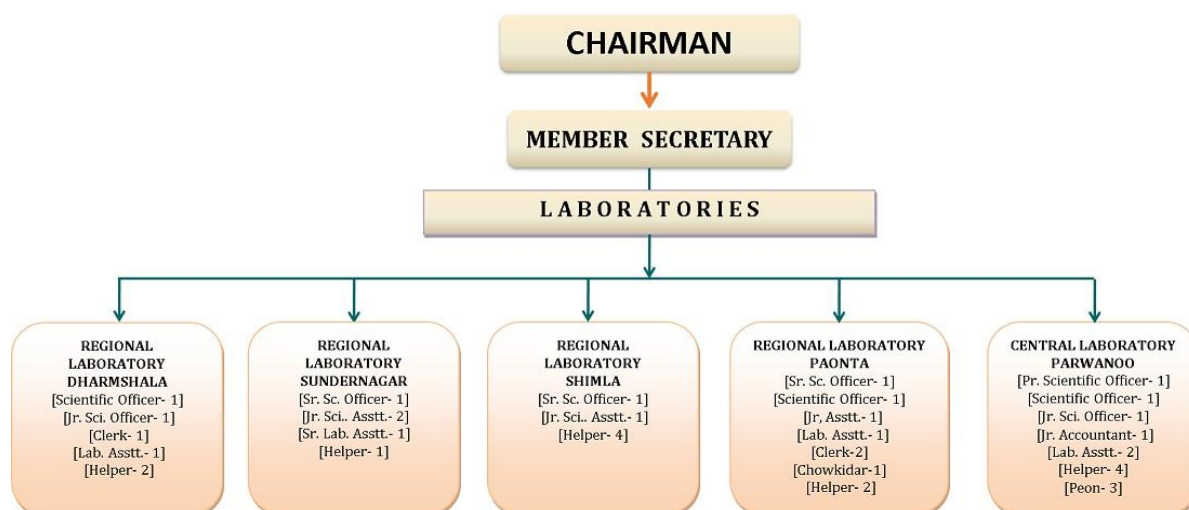 CHAIRMAN
MEMBER SECRETARY
LABORATORIES
REGIONAL
LABORATORY
DHARMSHALA
[Scientific Officer- 1]
[Jr. Sci. Officer- 1]
[Clerk- 1]
[Lab. Asstt.- 1]
[Helper- 2]
REGIONAL
LABORATORY
SUNDERNAGAR
[Sr. Sc. Officer- 1]
[Jr. Sci.. Asstt.- 2]
[Sr. Lab. Asstt.- 1]
[Helper- 1]
REGIONAL
LABORATORY
SHIMLA
[Sr. Sc. Officer- 1]
[Jr. Sci.. Asstt.- 1]
[Helper- 4]
REGIONAL LABORATORY
PAONTA
[Sr. Sc. Officer- 1]
[Scientific Officer- 1]
[Jr, Asstt.- 1]
[Lab. Asstt.- 1]
[Clerk-2]
[Chowkidar-1]
[Helper- 2]
CENTRAL LABORATORY
PARWANOO
[Pr. Scientific Officer- 1]
[Scientific Officer- 1]
[Jr. Sci. Officer- 1]
[Jr. Accountant- 1]
[Lab. Asstt.- 2]
[Helper- 4]
[Peon- 3]